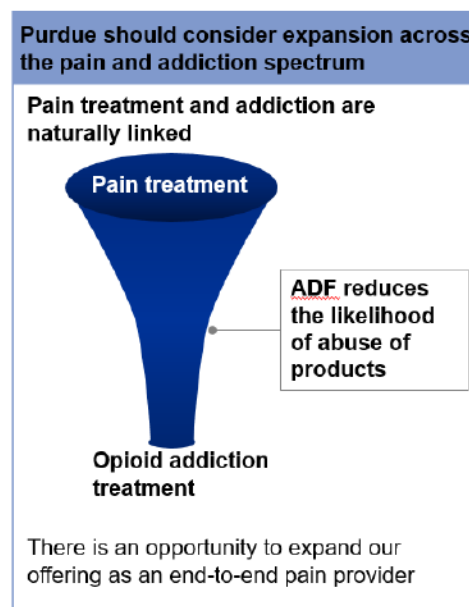 Purdue should consider expansion across
the pain and addiction spectrum
Pain treatment and addiction are
naturally linked
Pain treatment
ADF reduces
the likelihood
of abuse of
products
Opioid addiction
treatment
There is an opportunity to expand our
offering as an end-to-end pain provider